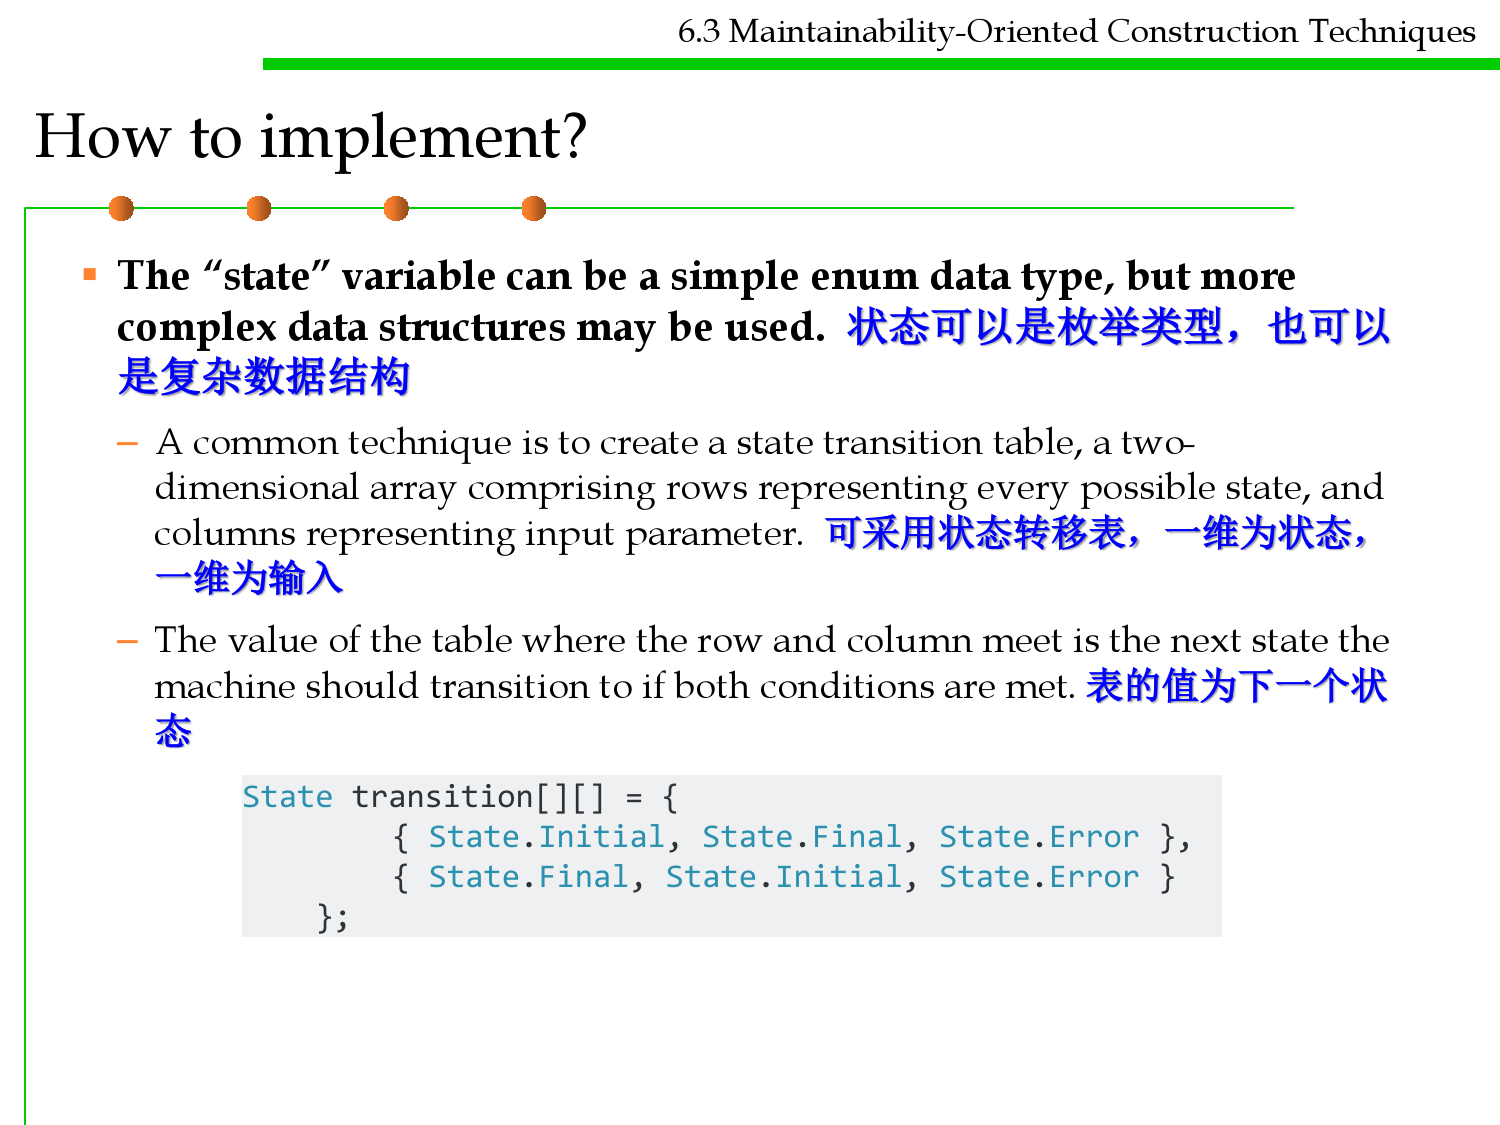 6.3 Maintainability-Oriented Construction Techniques
How to implement?
The “state” variable can be a simple enum data type, but more
complex data structures may be used. 状态可以是枚举类型，也可以
是复杂数据结构
– A common technique is to create a state transition table, a two-
dimensional array comprising rows representing every possible state, and
columns representing input parameter. 可采用状态转移表，一维为状态，
一维为输入
– The value of the table where the row and column meet is the next state the
machine should transition to if both conditions are met. 表的值为下一个状
态
State transition[][] = {
{ State.Initial, State.Final, State.Error },
{ State.Final, State.Initial, State.Error }
};